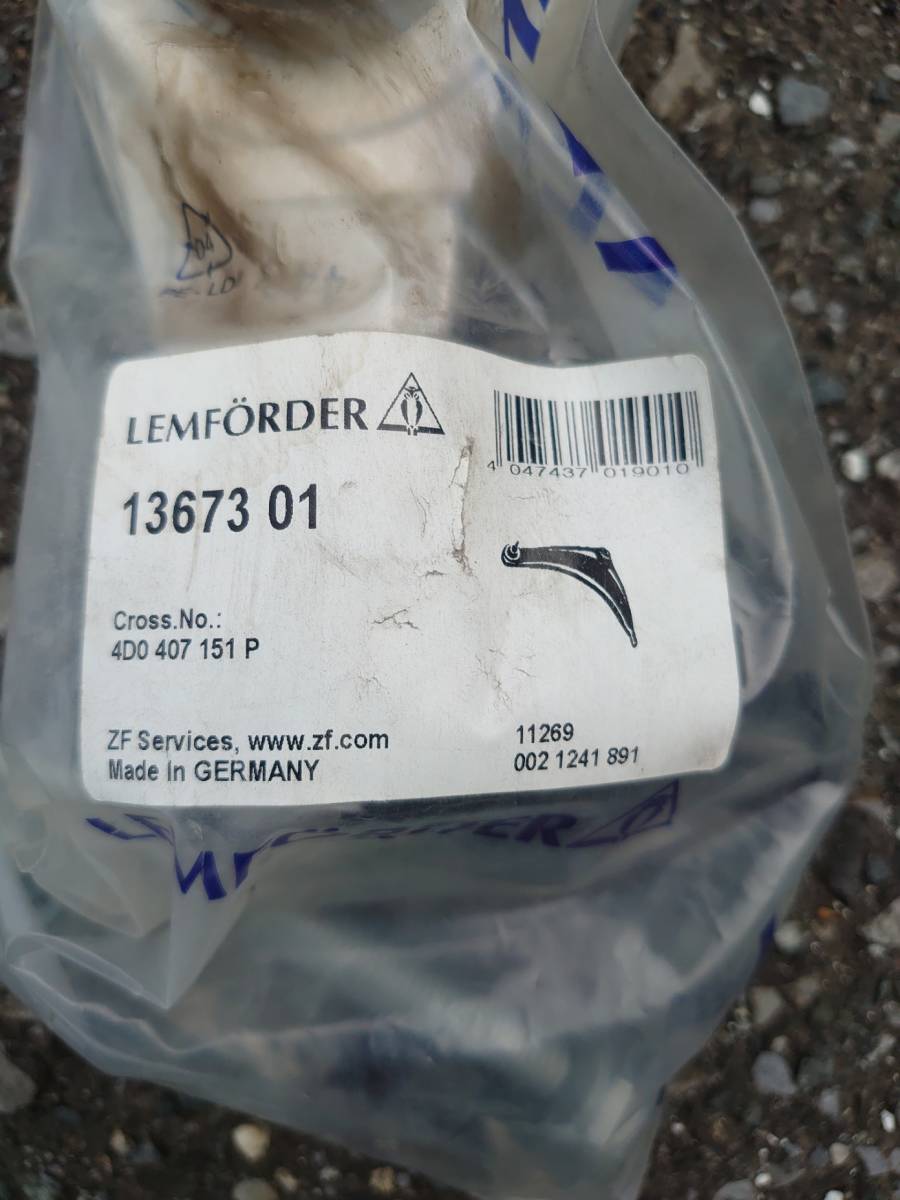 04
LEMFÖRDER
4 047437 019010
13673 01
Cross.No.:
4D0 407 151 P
ZF Services, www.zf.com
Made In GERMANY
11269
002 1241 891